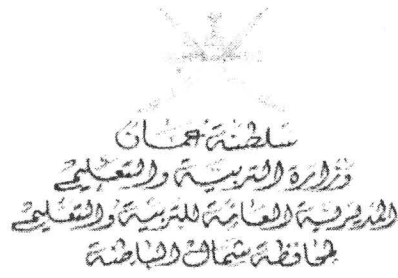 سلطنة عمان
وزارة التربية والتعليم
المديرية العامة للتربية والتعليم
لمحافظة شمال الباطنة